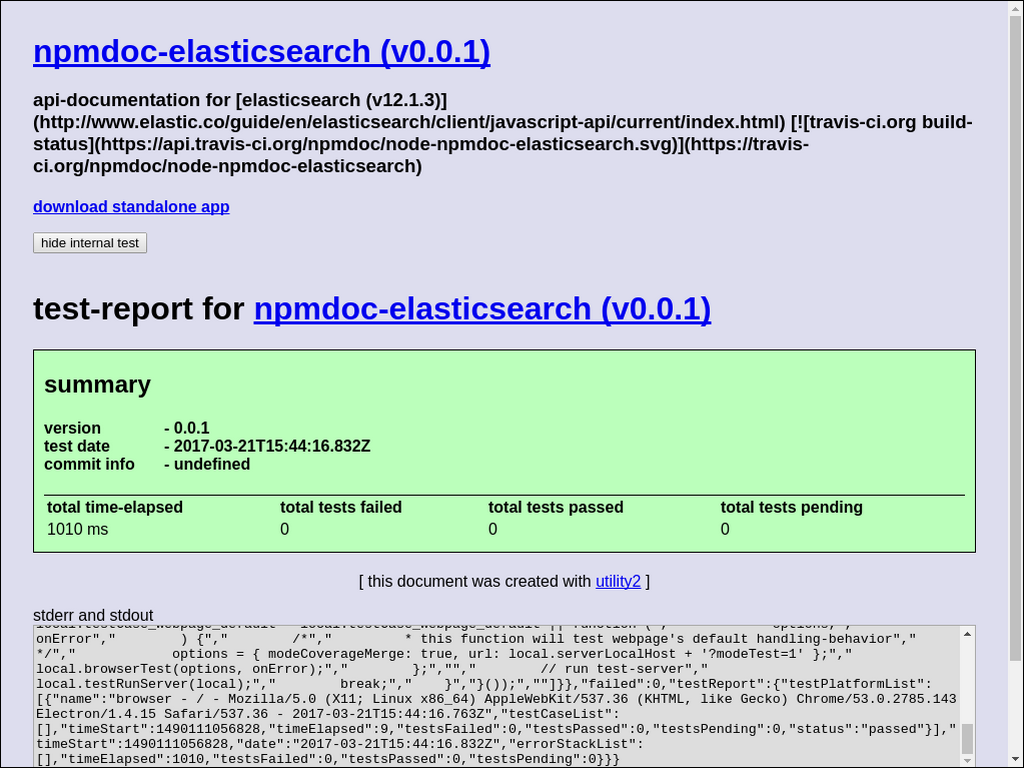 npmdoc-elasticsearch (v0.0.1)
api-documentation for [elasticsearch (v12.1.3)]
(http://www.elastic.co/guide/en/elasticsearch/client/javascript-api/current/index.html) [![travis-ci.org build-
status](https://api.travis-ci.org/npmdoc/node-npmdoc-elasticsearch.svg)](https://travis-
ci.org/npmdoc/node-npmdoc-elasticsearch)
download standalone app
hide internal test
test-report for npmdoc-elasticsearch (v0.0.1)
summary
version - 0.0.1
test date - 2017-03-21T15:44:16.832Z
commit info - undefined
total time-elapsed total tests failed total tests passed total tests pending
1010 ms 0 0 0
[ this document was created with utility2 ]
stderr and stdout
onError","        ) {","        /*","         * this function will test webpage's default handling-behavior","
*/","            options = { modeCoverageMerge: true, url: local.serverLocalHost + '?modeTest=1' };","
local.browserTest(options, onError);","        };","","        // run test-server","
local.testRunServer(local);","        break;","    }","}());",""]}},"failed":0,"testReport":{"testPlatformList":
[{"name":"browser - / - Mozilla/5.0 (X11; Linux x86_64) AppleWebKit/537.36 (KHTML, like Gecko) Chrome/53.0.2785.143
Electron/1.4.15 Safari/537.36 - 2017-03-21T15:44:16.763Z","testCaseList":
[],"timeStart":1490111056828,"timeElapsed":9,"testsFailed":0,"testsPassed":0,"testsPending":0,"status":"passed"}],"
timeStart":1490111056828,"date":"2017-03-21T15:44:16.832Z","errorStackList":
[],"timeElapsed":1010,"testsFailed":0,"testsPassed":0,"testsPending":0}}}